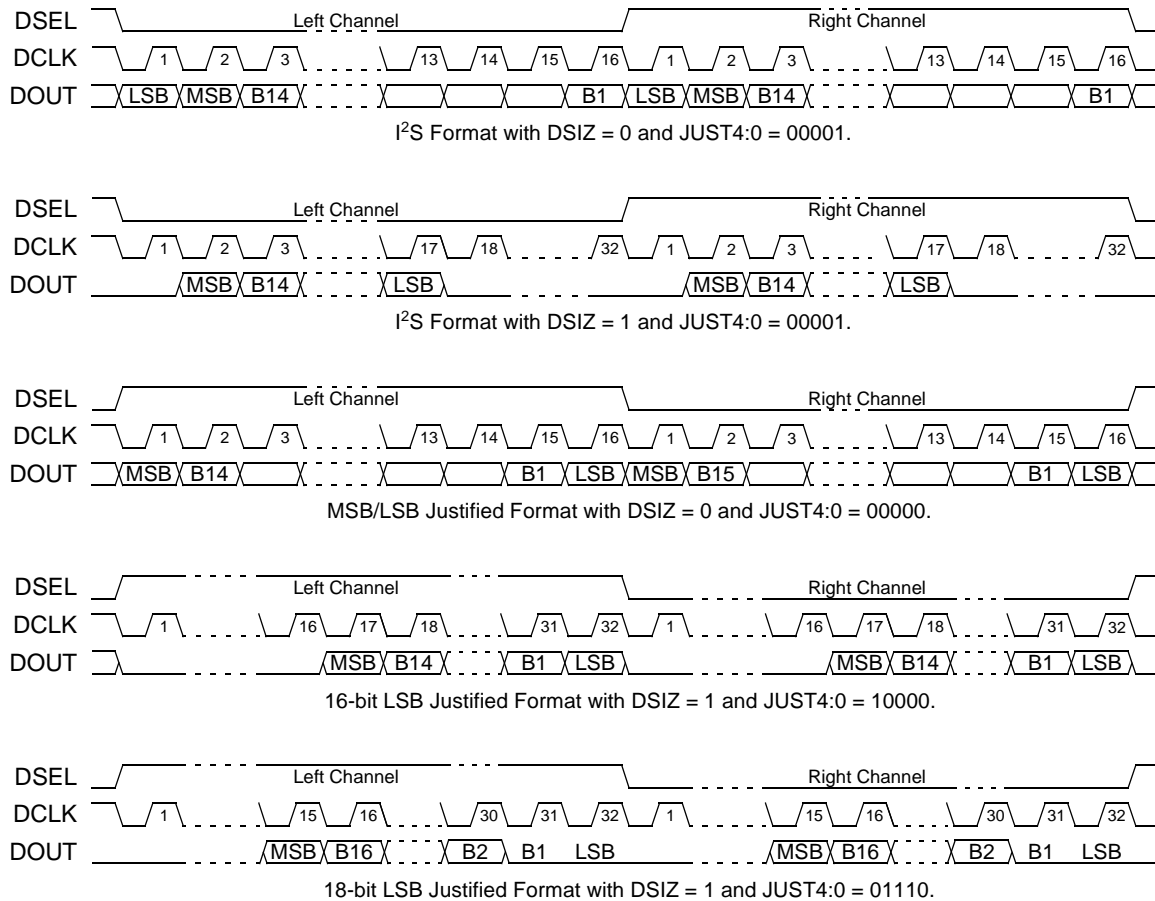 DSEL Left Channel Right Channel
DCLK 1 2 3 13 14 15 16 1 2 3 13 14 15 16
DOUT LSB MSB B14 B1 LSB MSB B14 B1
I²S Format with DSIZ = 0 and JUST4:0 = 00001.
DSEL Left Channel Right Channel
DCLK 1 2 3 17 18 32 1 2 3 17 18 32
DOUT MSB B14 LSB MSB B14 LSB
I²S Format with DSIZ = 1 and JUST4:0 = 00001.
DSEL Left Channel Right Channel
DCLK 1 2 3 13 14 15 16 1 2 3 13 14 15 16
DOUT MSB B14 B1 LSB MSB B15 B1 LSB
MSB/LSB Justified Format with DSIZ = 0 and JUST4:0 = 00000.
DSEL Left Channel Right Channel
DCLK 1 16 17 18 31 32 1 16 17 18 31 32
DOUT MSB B14 B1 LSB MSB B14 B1 LSB
16-bit LSB Justified Format with DSIZ = 1 and JUST4:0 = 10000.
DSEL Left Channel Right Channel
DCLK 1 15 16 30 31 32 1 15 16 30 31 32
DOUT MSB B16 B2 B1 LSB MSB B16 B2 B1 LSB
18-bit LSB Justified Format with DSIZ = 1 and JUST4:0 = 01110.